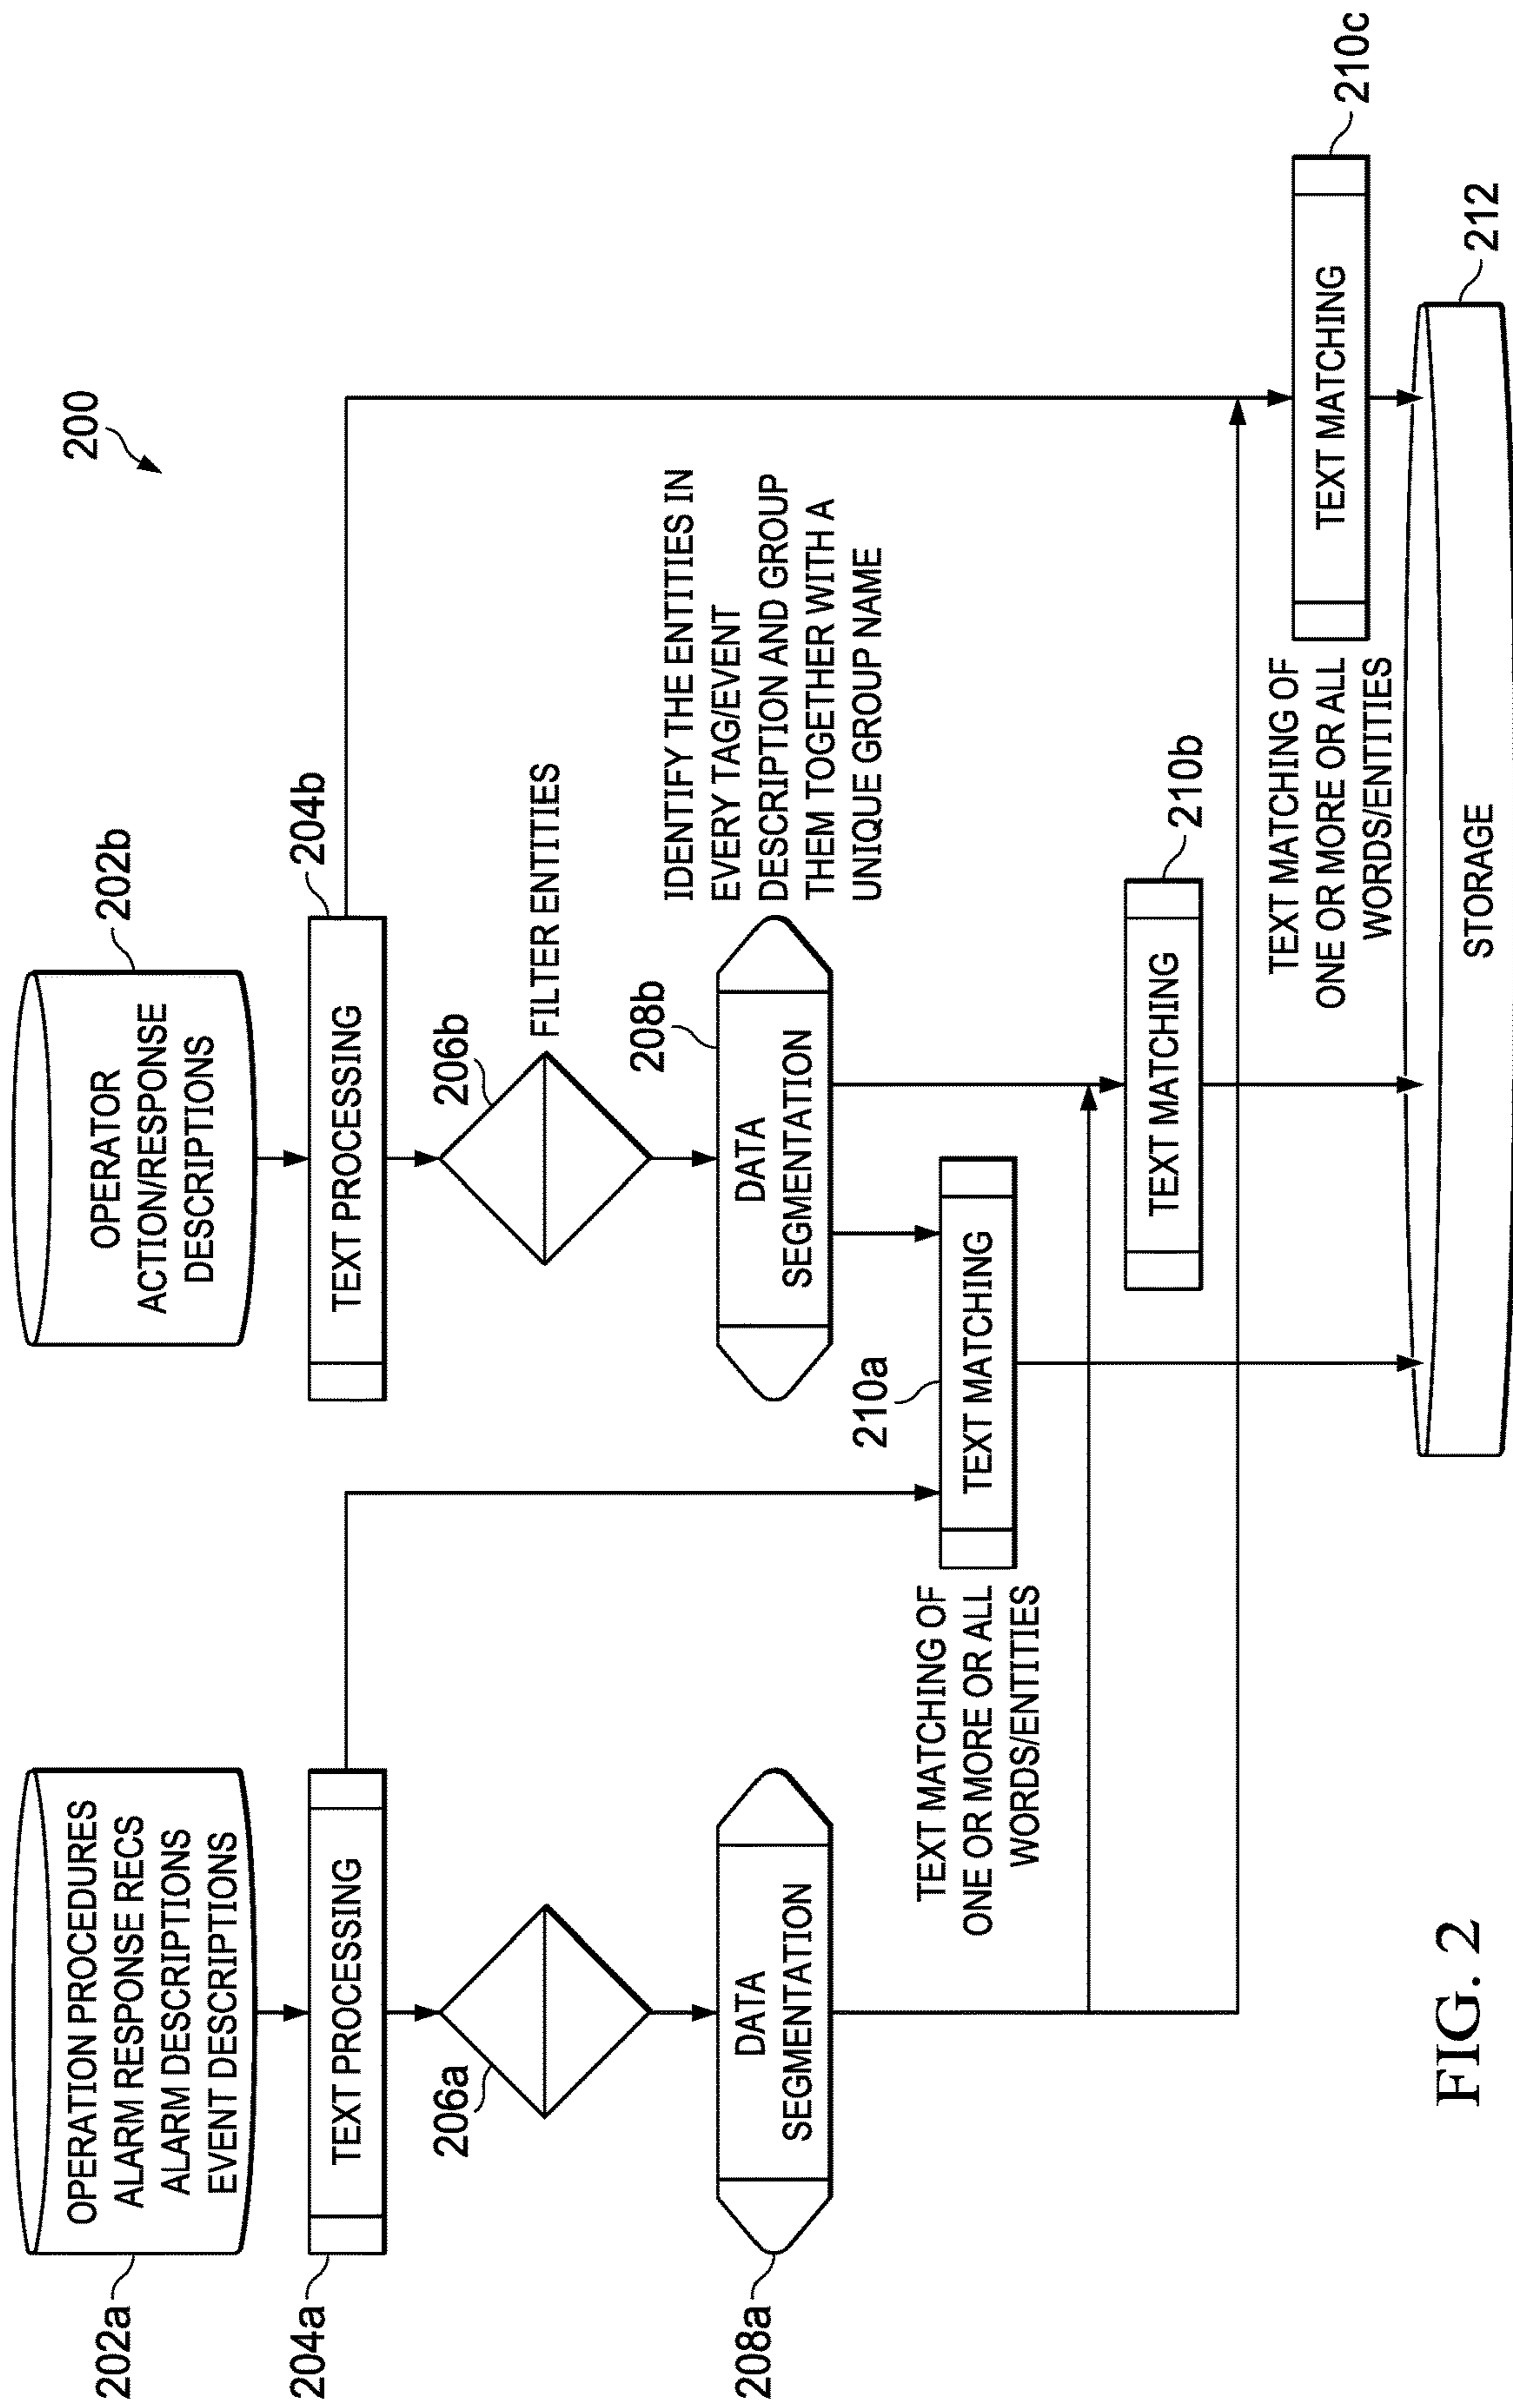 200
202a
OPERATION PROCEDURES
ALARM RESPONSE RECS
ALARM DESCRIPTIONS
EVENT DESCRIPTIONS
OPERATOR
ACTION/RESPONSE
DESCRIPTIONS
202b
204a
TEXT PROCESSING
TEXT PROCESSING
204b
206a
206b
FILTER ENTITIES
208a
DATA
SEGMENTATION
208b
DATA
SEGMENTATION
IDENTIFY THE ENTITIES IN
EVERY TAG/EVENT
DESCRIPTION AND GROUP
THEM TOGETHER WITH A
UNIQUE GROUP NAME
210a
TEXT MATCHING
TEXT MATCHING OF
ONE OR MORE OR ALL
WORDS/ENTITIES
210b
TEXT MATCHING
210c
TEXT MATCHING
TEXT MATCHING OF
ONE OR MORE OR ALL
WORDS/ENTITIES
212
STORAGE
FIG. 2